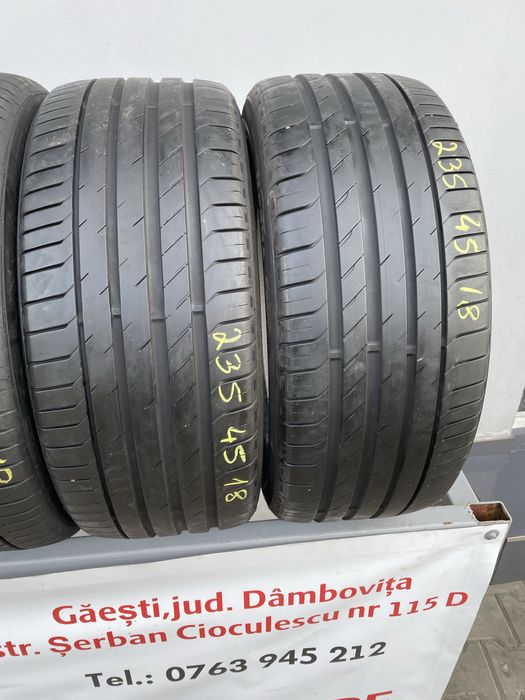 235 45 18
235 45 18
Găești,jud. Dâmbovița
str. Șerban Cioculescu nr 115 D
Tel.: 0763 945 212